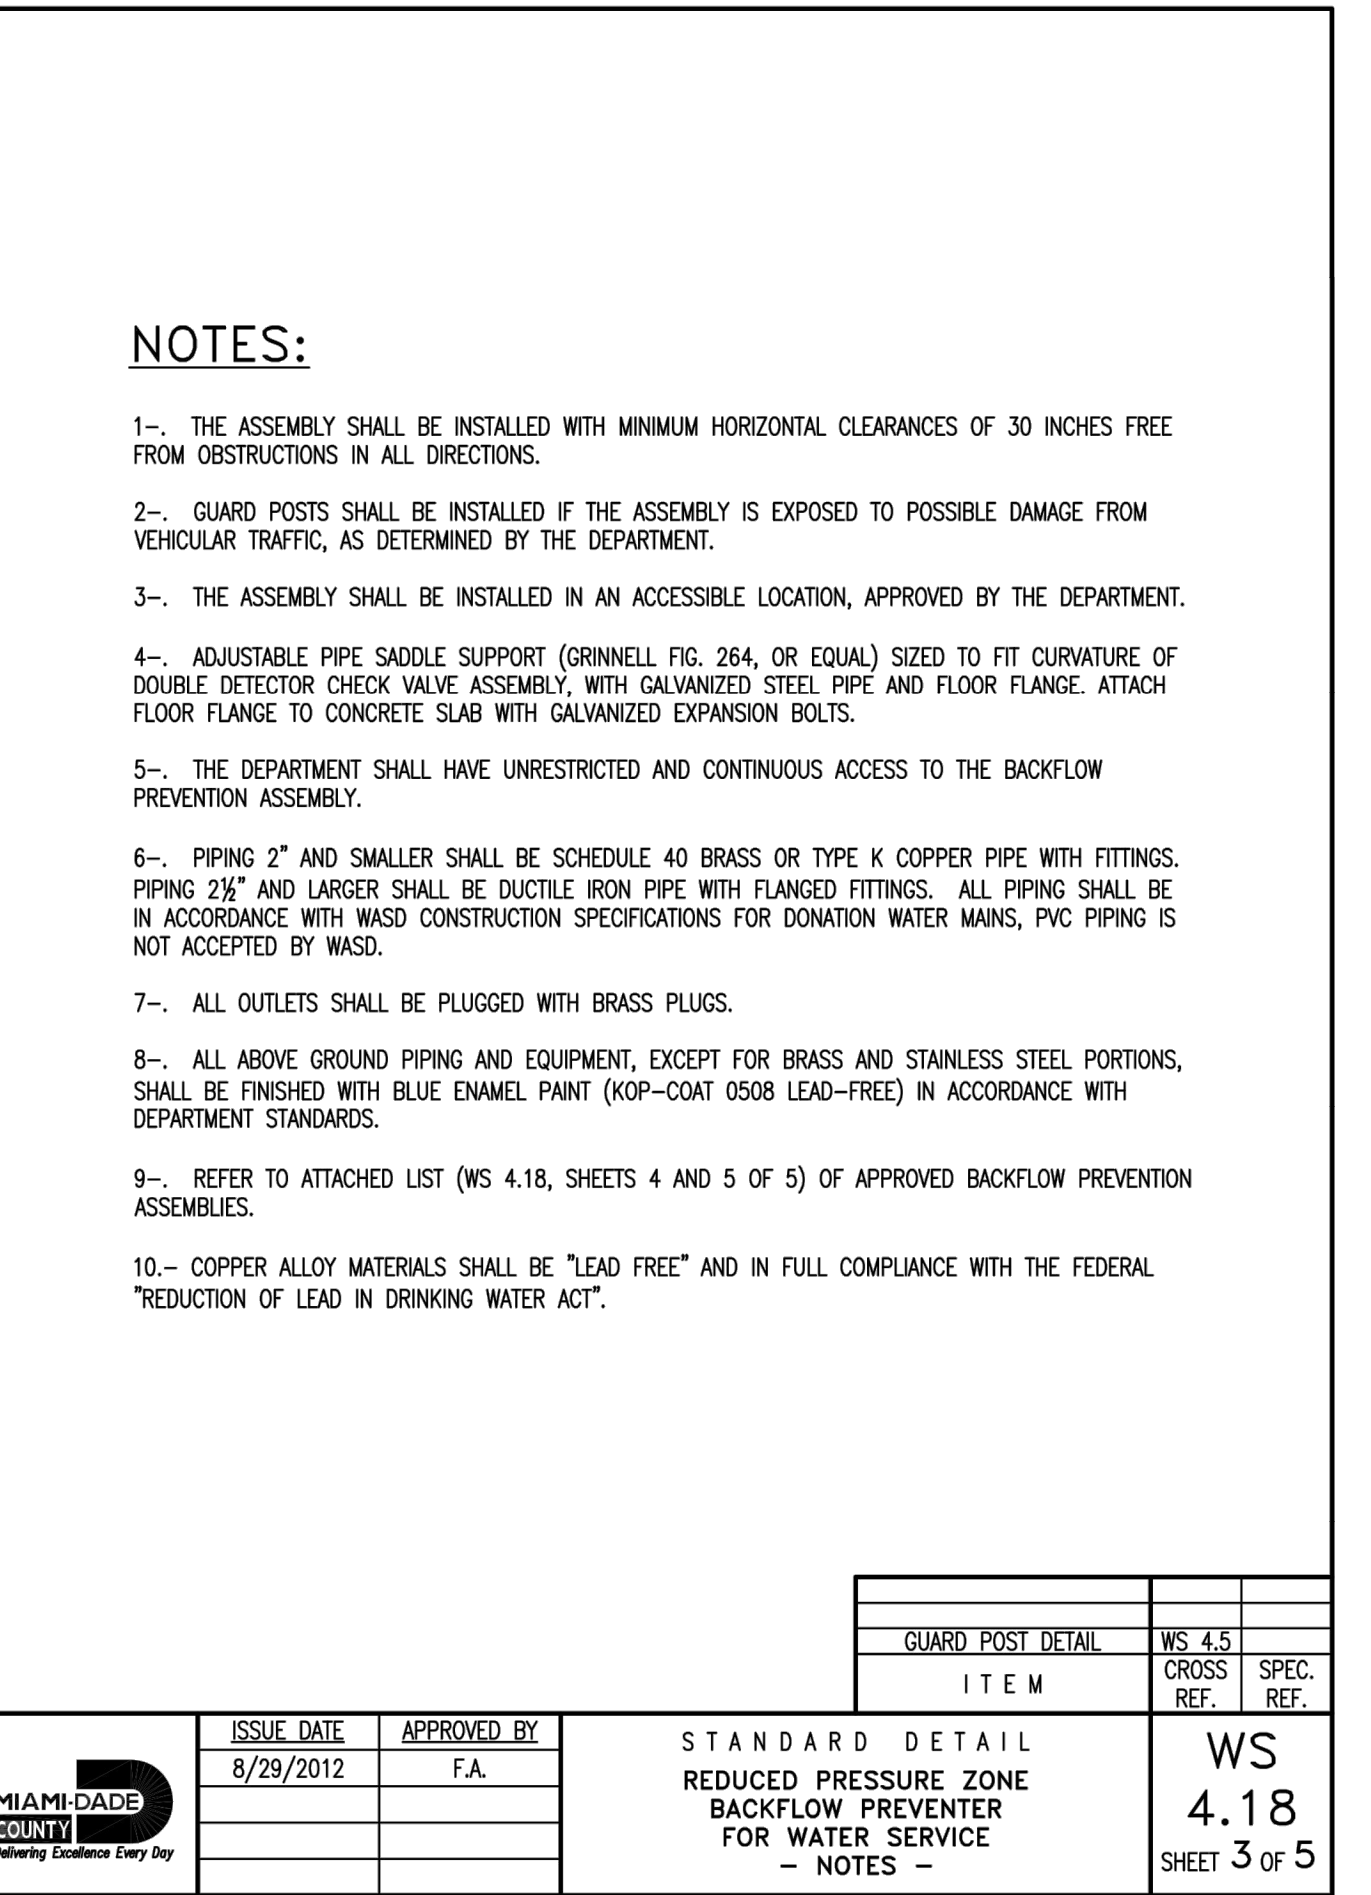 NOTES:
1-. THE ASSEMBLY SHALL BE INSTALLED WITH MINIMUM HORIZONTAL CLEARANCES OF 30 INCHES FREE
FROM OBSTRUCTIONS IN ALL DIRECTIONS.
2-. GUARD POSTS SHALL BE INSTALLED IF THE ASSEMBLY IS EXPOSED TO POSSIBLE DAMAGE FROM
VEHICULAR TRAFFIC, AS DETERMINED BY THE DEPARTMENT.
3-. THE ASSEMBLY SHALL BE INSTALLED IN AN ACCESSIBLE LOCATION, APPROVED BY THE DEPARTMENT.
4-. ADJUSTABLE PIPE SADDLE SUPPORT (GRINNELL FIG. 264, OR EQUAL) SIZED TO FIT CURVATURE OF
DOUBLE DETECTOR CHECK VALVE ASSEMBLY, WITH GALVANIZED STEEL PIPE AND FLOOR FLANGE. ATTACH
FLOOR FLANGE TO CONCRETE SLAB WITH GALVANIZED EXPANSION BOLTS.
5-. THE DEPARTMENT SHALL HAVE UNRESTRICTED AND CONTINUOUS ACCESS TO THE BACKFLOW
PREVENTION ASSEMBLY.
6-. PIPING 2" AND SMALLER SHALL BE SCHEDULE 40 BRASS OR TYPE K COPPER PIPE WITH FITTINGS.
PIPING 2½" AND LARGER SHALL BE DUCTILE IRON PIPE WITH FLANGED FITTINGS. ALL PIPING SHALL BE
IN ACCORDANCE WITH WASD CONSTRUCTION SPECIFICATIONS FOR DONATION WATER MAINS, PVC PIPING IS
NOT ACCEPTED BY WASD.
7-. ALL OUTLETS SHALL BE PLUGGED WITH BRASS PLUGS.
8-. ALL ABOVE GROUND PIPING AND EQUIPMENT, EXCEPT FOR BRASS AND STAINLESS STEEL PORTIONS,
SHALL BE FINISHED WITH BLUE ENAMEL PAINT (KOP-COAT 0508 LEAD-FREE) IN ACCORDANCE WITH
DEPARTMENT STANDARDS.
9-. REFER TO ATTACHED LIST (WS 4.18, SHEETS 4 AND 5 OF 5) OF APPROVED BACKFLOW PREVENTION
ASSEMBLIES.
10.- COPPER ALLOY MATERIALS SHALL BE "LEAD FREE" AND IN FULL COMPLIANCE WITH THE FEDERAL
"REDUCTION OF LEAD IN DRINKING WATER ACT".
GUARD POST DETAIL WS 4.5
ITEM CROSS REF. SPEC. REF.
MIAMI-DADE
COUNTY
Delivering Excellence Every Day
ISSUE DATE APPROVED BY
8/29/2012 F.A.
STANDARD DETAIL
REDUCED PRESSURE ZONE
BACKFLOW PREVENTER
FOR WATER SERVICE
- NOTES -
WS
4.18
SHEET 3 OF 5